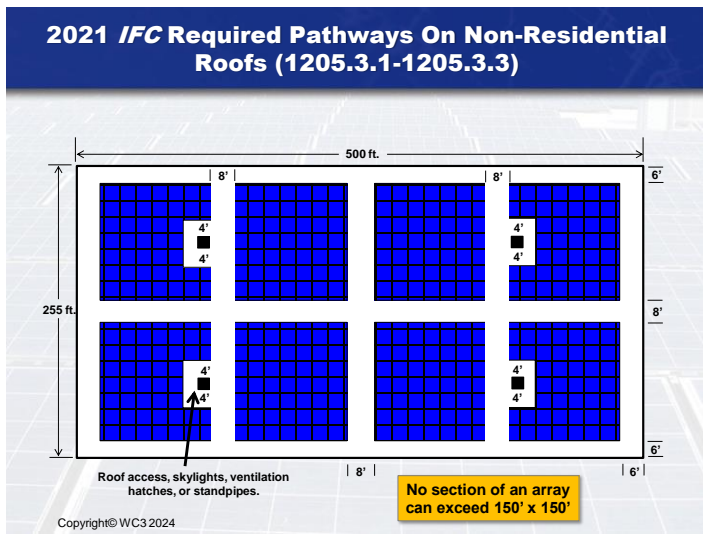 2021 IFC Required Pathways On Non-Residential
Roofs (1205.3.1-1205.3.3)
500 ft.
8’
8’
6’
4’
4’
4’
4’
255 ft.
8’
4’
4’
4’
4’
6’
Roof access, skylights, ventilation
hatches, or standpipes.
8’
6’
No section of an array
can exceed 150’ x 150’
Copyright© WC3 2024